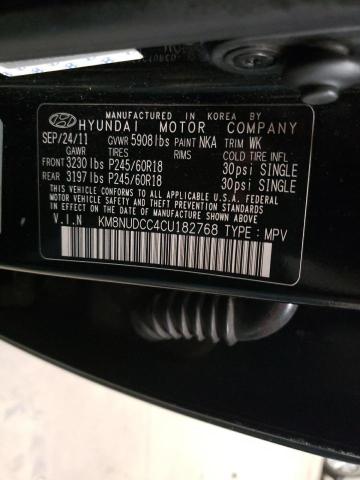 MANUFACTURED IN KOREA BY
HYUNDAI MOTOR COMPANY
SEP/24/11 GVWR 5908lbs PAINT NKA TRIM WK
GAWR TIRES RIMS COLD TIRE INFL
FRONT 3230lbs P245/60R18 30psi SINGLE
REAR 3197lbs P245/60R18 30psi SINGLE
THIS VEHICLE CONFORMS TO ALL APPLICABLE
FEDERAL MOTOR VEHICLE SAFETY AND
THEFT PREVENTION STANDARDS IN
EFFECT IN U.S.A. ON THE DATE OF
MANUFACTURE SHOWN ABOVE
V.I.N KM8NUDCC4CU182768 TYPE : MPV